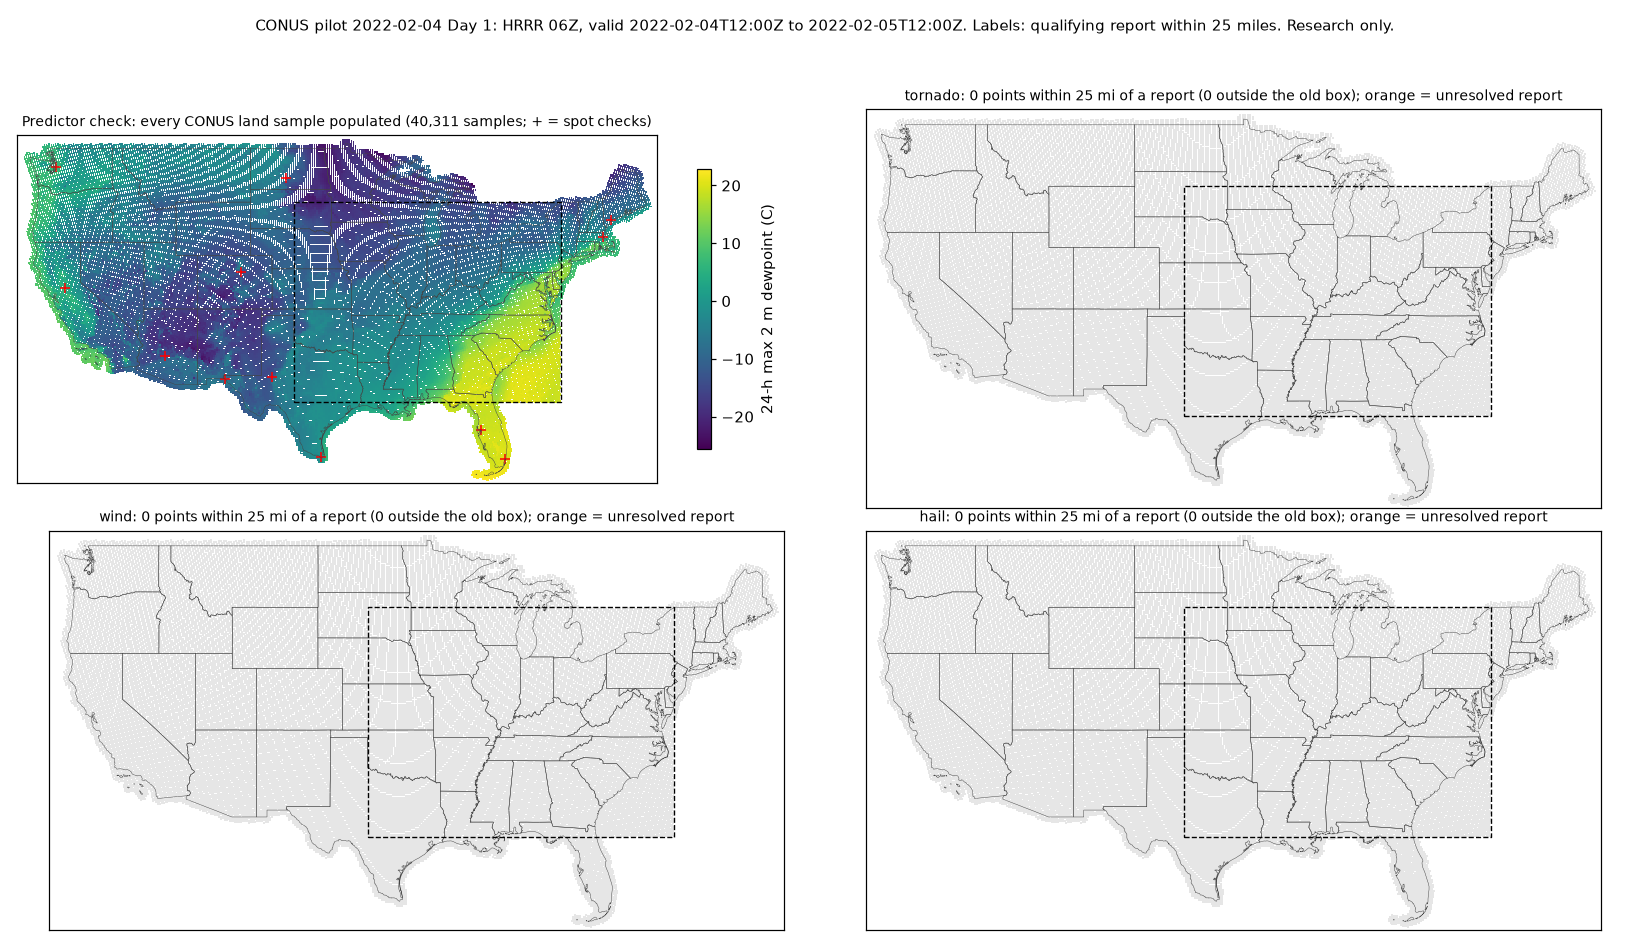 CONUS pilot 2022-02-04 Day 1: HRRR 06Z, valid 2022-02-04T12:00Z to 2022-02-05T12:00Z. Labels: qualifying report within 25 miles. Research only.
Predictor check: every CONUS land sample populated (40,311 samples; + = spot checks)
20
10
0
−10
−20
24-h max 2 m dewpoint (C)
tornado: 0 points within 25 mi of a report (0 outside the old box); orange = unresolved report
wind: 0 points within 25 mi of a report (0 outside the old box); orange = unresolved report
hail: 0 points within 25 mi of a report (0 outside the old box); orange = unresolved report